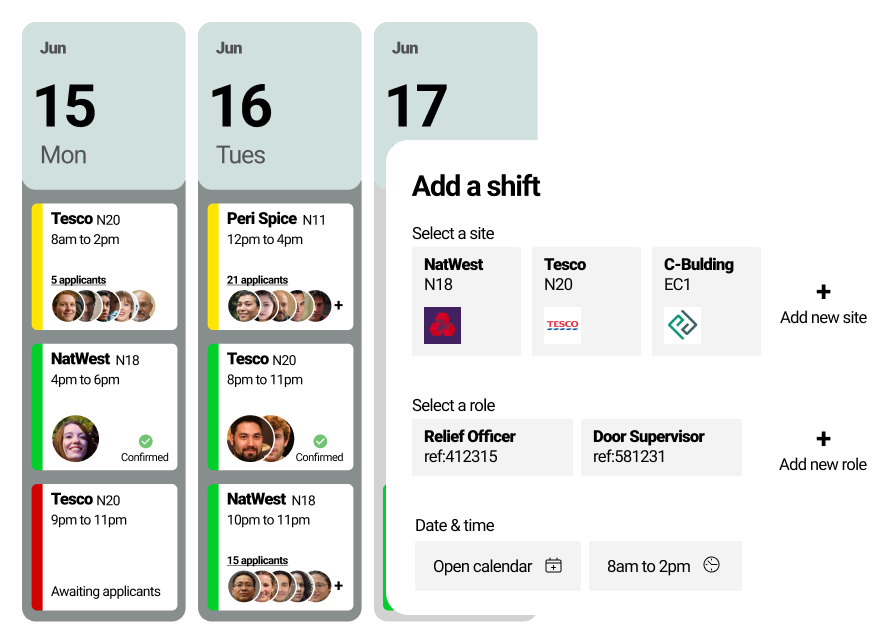 Jun
15
Mon
Tesco N20
8am to 2pm
5 applicants
NatWest N18
4pm to 6pm
Confirmed
Tesco N20
9pm to 11pm
Awaiting applicants
Jun
16
Tues
Peri Spice N11
12pm to 4pm
21 applicants
+
Tesco N20
8pm to 11pm
Confirmed
NatWest N18
10pm to 11pm
15 applicants
+
Jun
17
Add a shift
Select a site
NatWest
N18
Tesco
N20
TESCO
C-Bulding
EC1
+
Add new site
Select a role
Relief Officer
ref:412315
Door Supervisor
ref:581231
+
Add new role
Date & time
Open calendar
8am to 2pm